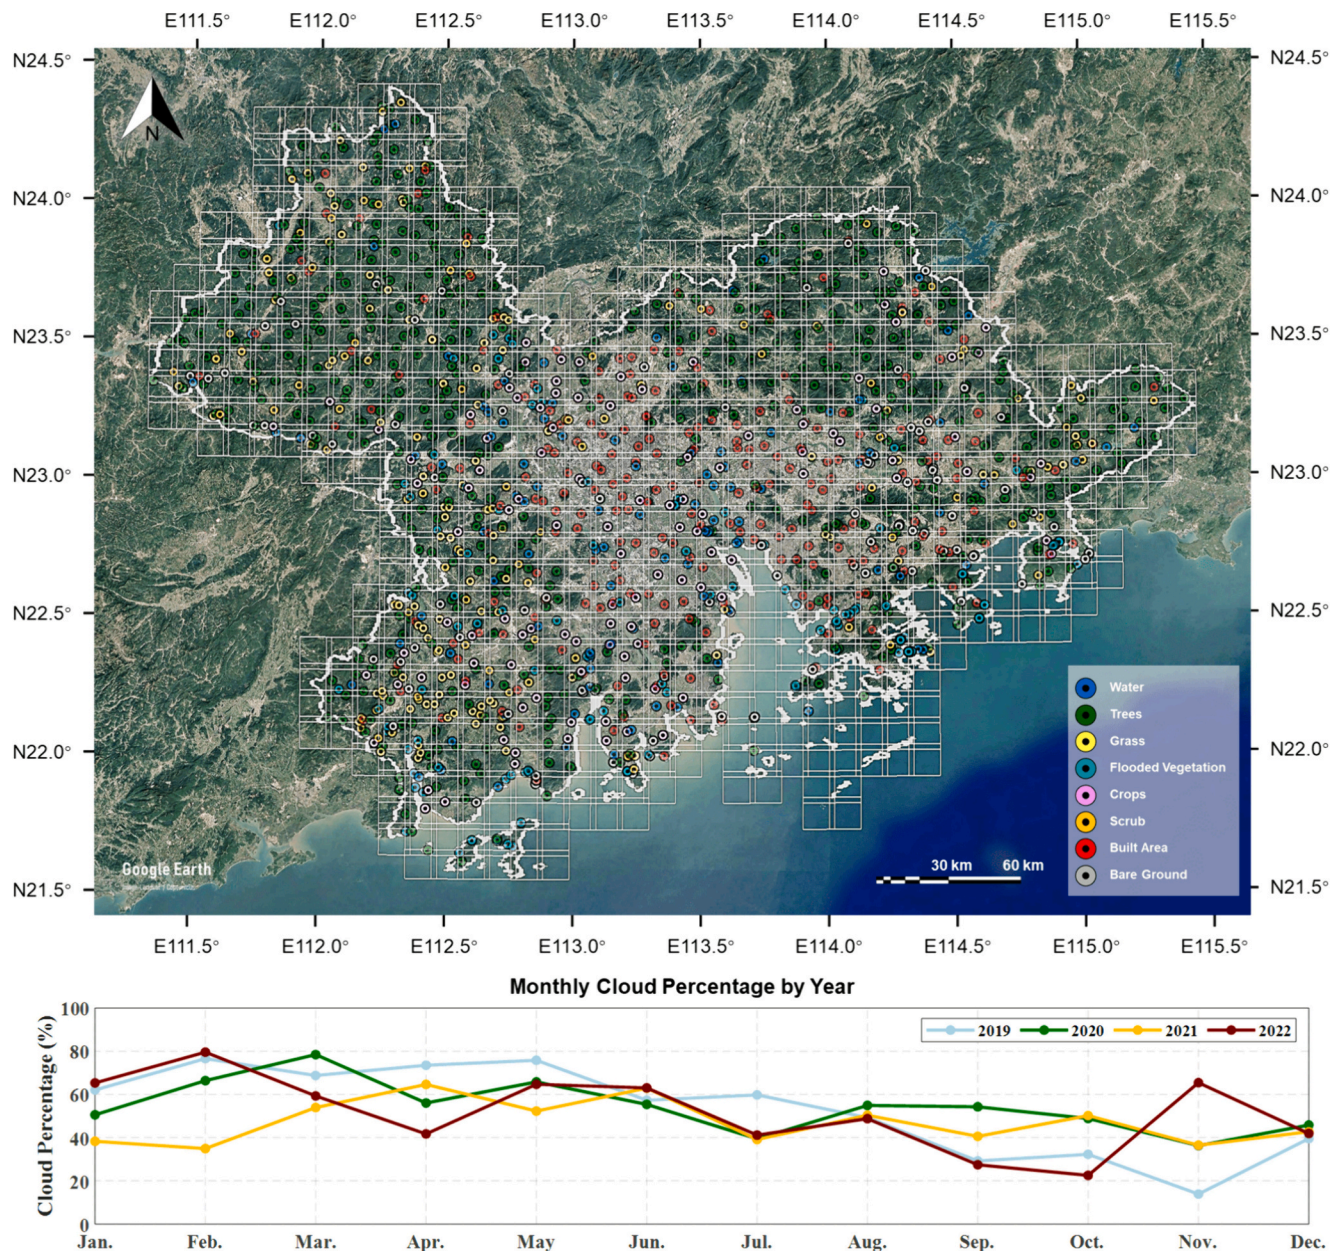 E111.5° E112.0° E112.5° E113.0° E113.5° E114.0° E114.5° E115.0° E115.5°
N24.5° N24.5°
N
N24.0° N24.0°
N23.5° N23.5°
N23.0° N23.0°
N22.5° N22.5°
Water
Trees
Grass
N22.0° N22.0°
Flooded Vegetation
Crops
Scrub
Built Area
Google Earth 30 km 60 km Bare Ground
N21.5° N21.5°
E111.5° E112.0° E112.5° E113.0° E113.5° E114.0° E114.5° E115.0° E115.5°
Monthly Cloud Percentage by Year
Cloud Percentage (%)
100
2019 2020 2021 2022
80
60
40
20
0
Jan. Feb. Mar. Apr. May Jun. Jul. Aug. Sep. Oct. Nov. Dec.